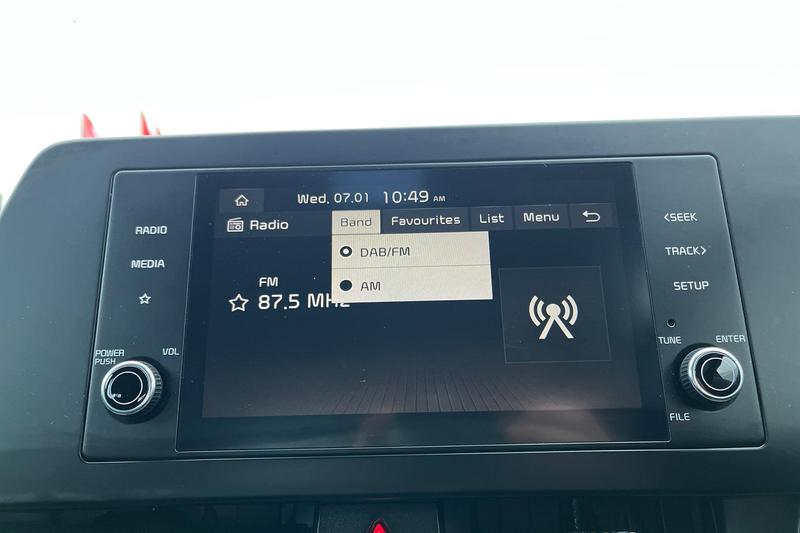 Wed, 07.01 10:49 AM
Radio Band Favourites List Menu
DAB/FM
AM
FM
87.5 MHz
RADIO
MEDIA
POWER
PUSH
VOL
<SEEK
TRACK>
SETUP
TUNE
ENTER
FILE